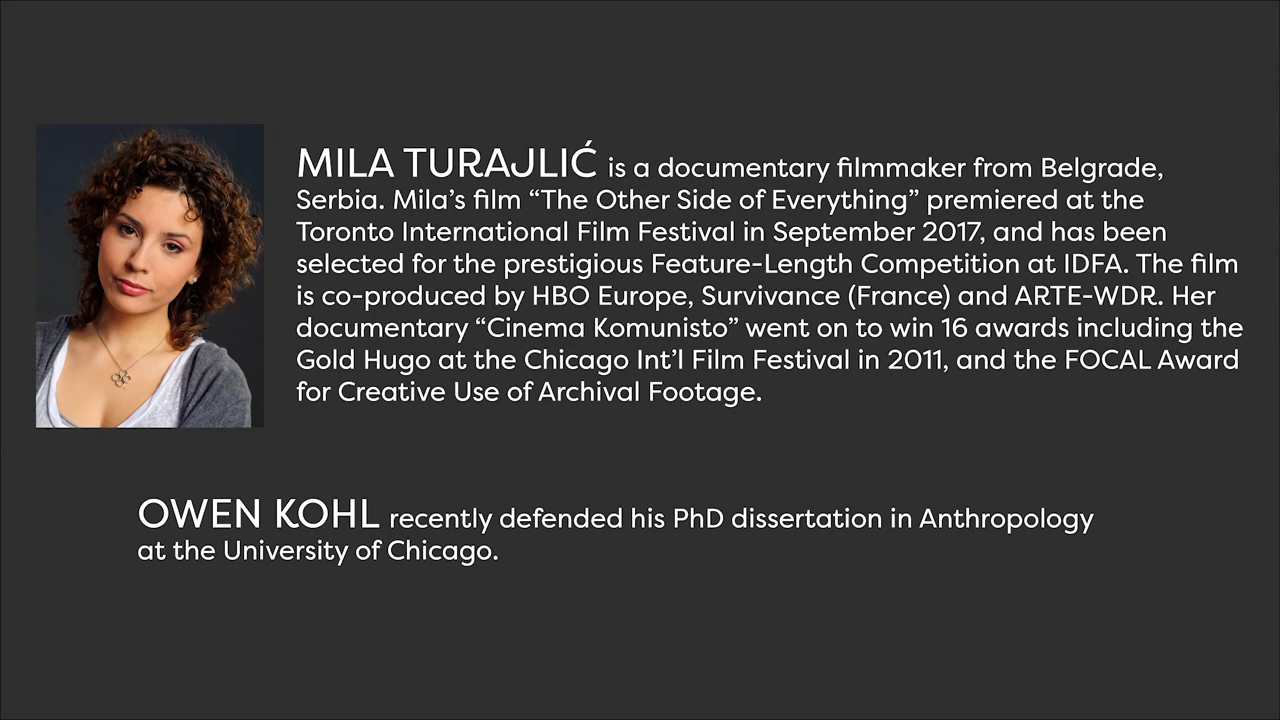 MILA TURAJLIĆ is a documentary filmmaker from Belgrade,
Serbia. Mila’s film “The Other Side of Everything” premiered at the
Toronto International Film Festival in September 2017, and has been
selected for the prestigious Feature-Length Competition at IDFA. The film
is co-produced by HBO Europe, Survivance (France) and ARTE-WDR. Her
documentary “Cinema Komunisto” went on to win 16 awards including the
Gold Hugo at the Chicago Int’l Film Festival in 2011, and the FOCAL Award
for Creative Use of Archival Footage.
OWEN KOHL recently defended his PhD dissertation in Anthropology
at the University of Chicago.